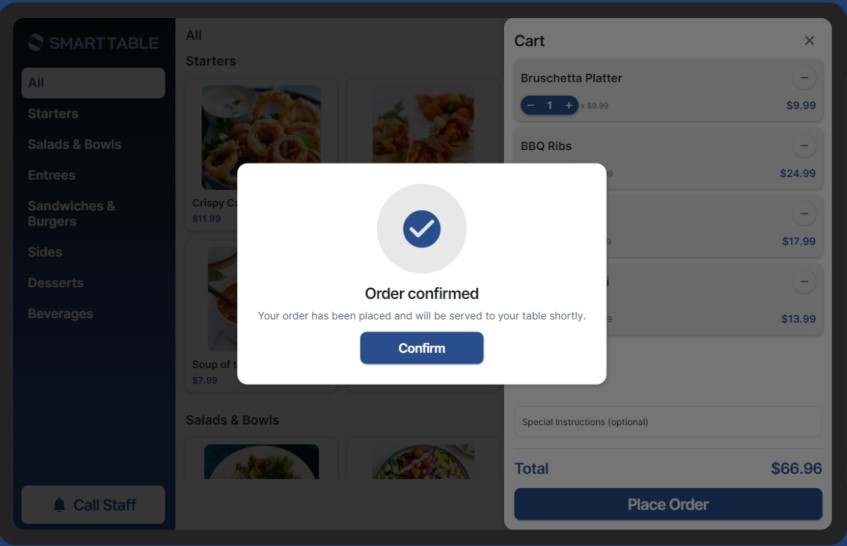 SMARTTABLE
All
Starters
Salads & Bowls
Entrees
Sandwiches &
Burgers
Sides
Desserts
Beverages
Call Staff
All
Starters
$11.99
Soup of
$7.99
Salads & Bowls
Order confirmed
Your order has been placed and will be served to your table shortly.
Confirm
Cart
Bruschetta Platter
1
x $9.99
$9.99
BBQ Ribs
$24.99
$17.99
$13.99
Special Instructions (optional)
Total
$66.96
Place Order